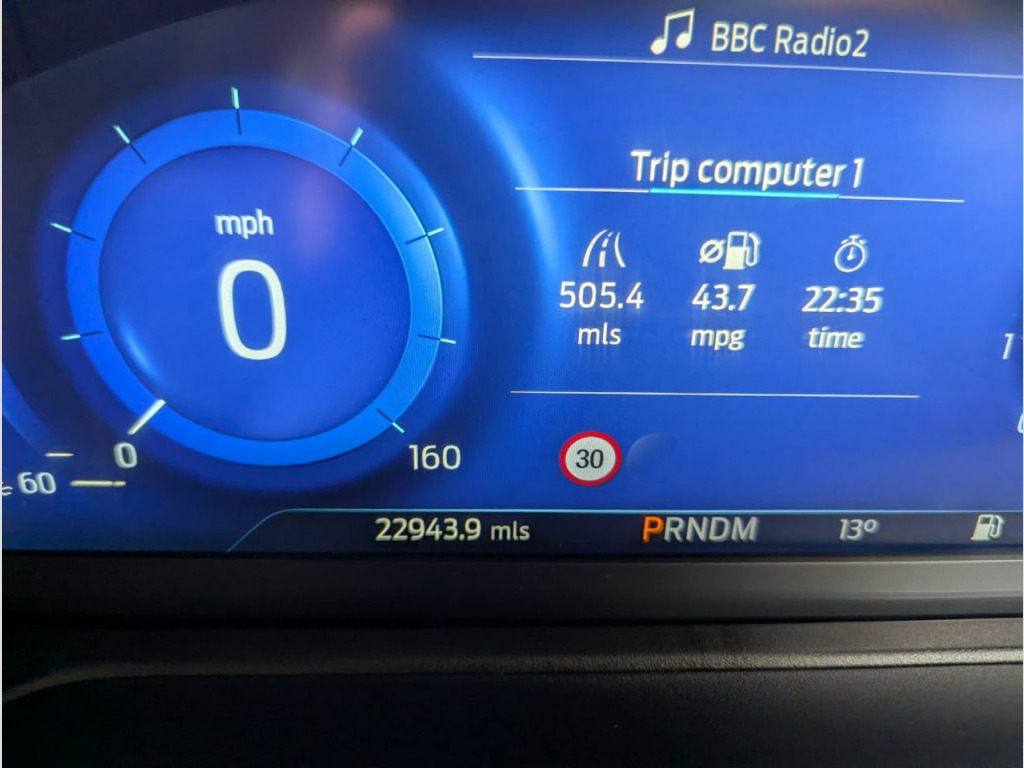 BBC Radio2
Trip computer 1
mph
0
505.4 43.7 22:35
mls mpg time
0 160
60
30
22943.9 mls PRNDM 13º